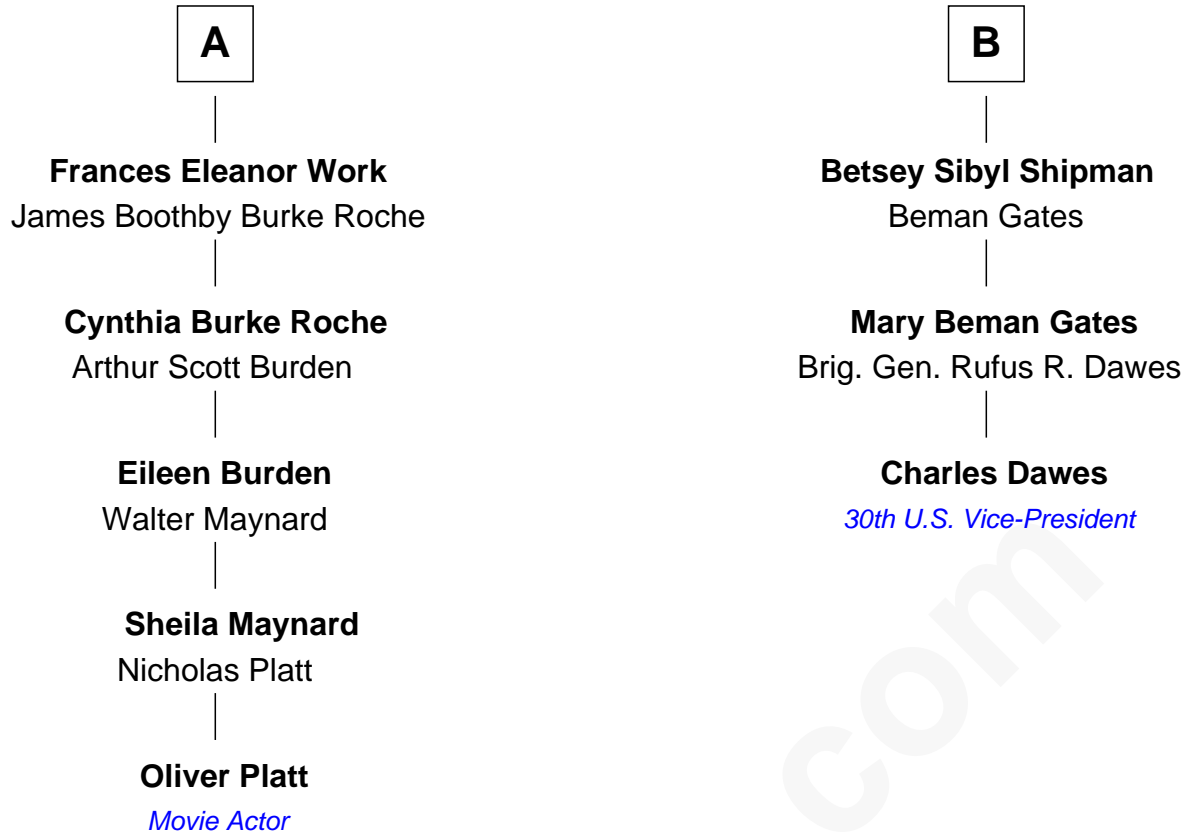 A
Frances Eleanor Work
James Boothby Burke Roche
Cynthia Burke Roche
Arthur Scott Burden
Eileen Burden
Walter Maynard
Sheila Maynard
Nicholas Platt
Oliver Platt
Movie Actor
B
Betsey Sibyl Shipman
Beman Gates
Mary Beman Gates
Brig. Gen. Rufus R. Dawes
Charles Dawes
30th U.S. Vice-President
com